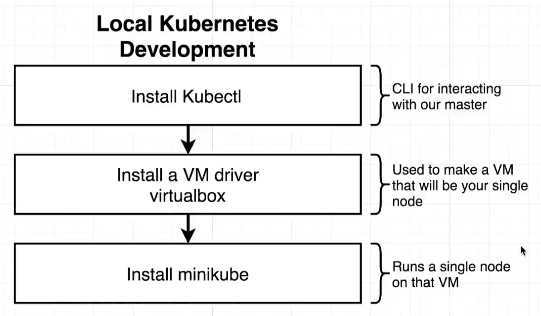 Local Kubernetes
Development
Install Kubectl
CLI for interacting
with our master
Install a VM driver
virtualbox
Used to make a VM
that will be your single
node
Install minikube
Runs a single node
on that VM